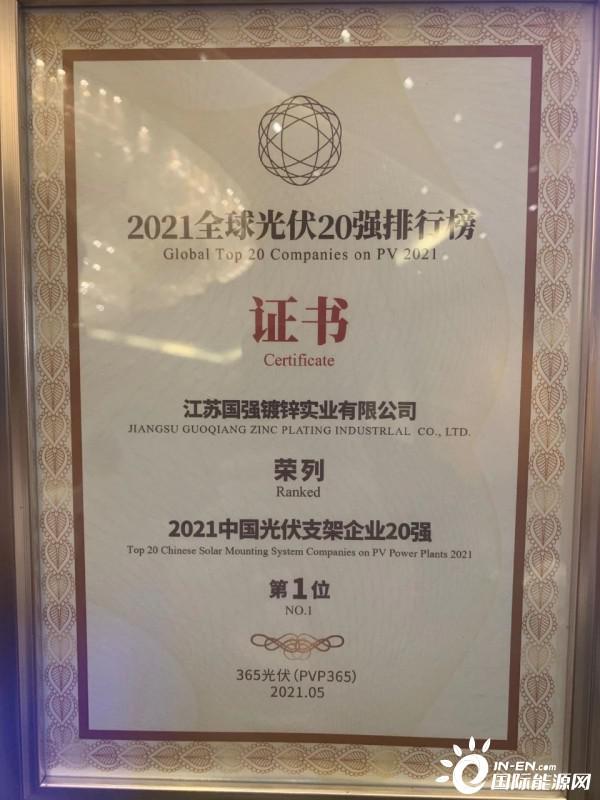 2021全球光伏20强排行榜
Global Top 20 Companies on PV 2021
证书
Certificate
江苏国强镀锌实业有限公司
JIANGSU GUOQIANG ZINC PLATING INDUSTRLAL CO., LTD.
荣列
Ranked
2021中国光伏支架企业20强
Top 20 Chinese Solar Mounting System Companies on PV Power Plants 2021
第1位
NO.1
365光伏(PVP365)
2021.05
IN-EN.com
国际能源网